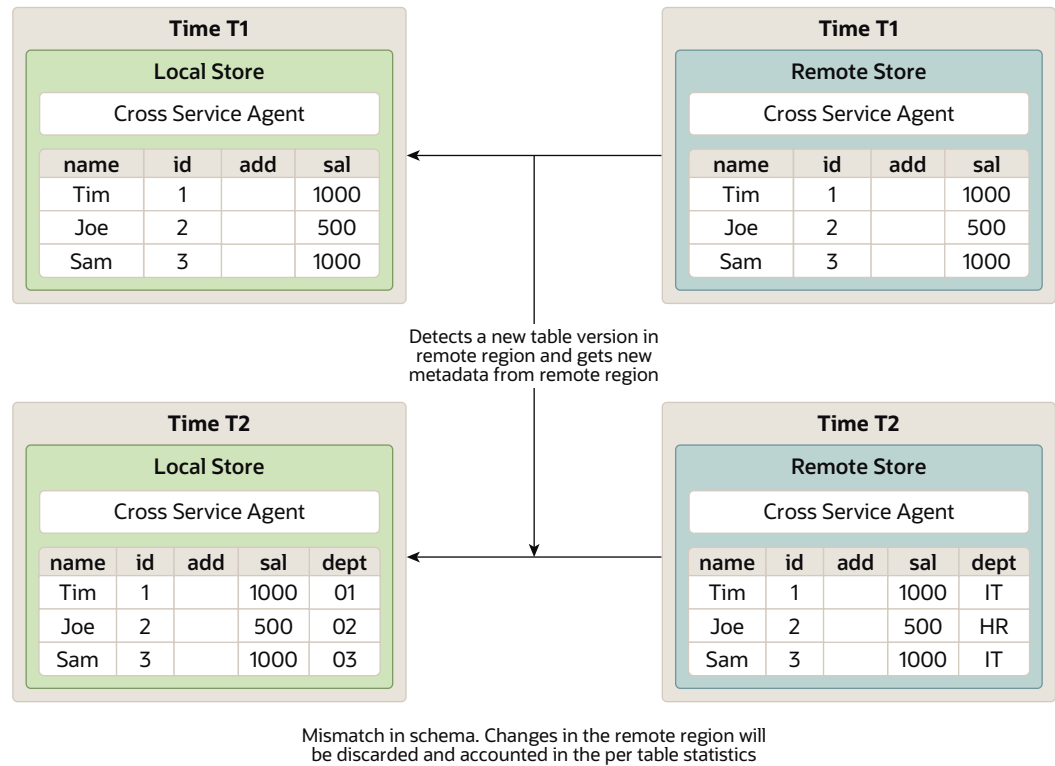 Time T1
Local Store
Cross Service Agent
name id add sal
Tim 1 1000
Joe 2 500
Sam 3 1000
Time T1
Remote Store
Cross Service Agent
name id add sal
Tim 1 1000
Joe 2 500
Sam 3 1000
Detects a new table version in
remote region and gets new
metadata from remote region
Time T2
Local Store
Cross Service Agent
name id add sal dept
Tim 1 1000 01
Joe 2 500 02
Sam 3 1000 03
Time T2
Remote Store
Cross Service Agent
name id add sal dept
Tim 1 1000 IT
Joe 2 500 HR
Sam 3 1000 IT
Mismatch in schema. Changes in the remote region will
be discarded and accounted in the per table statistics